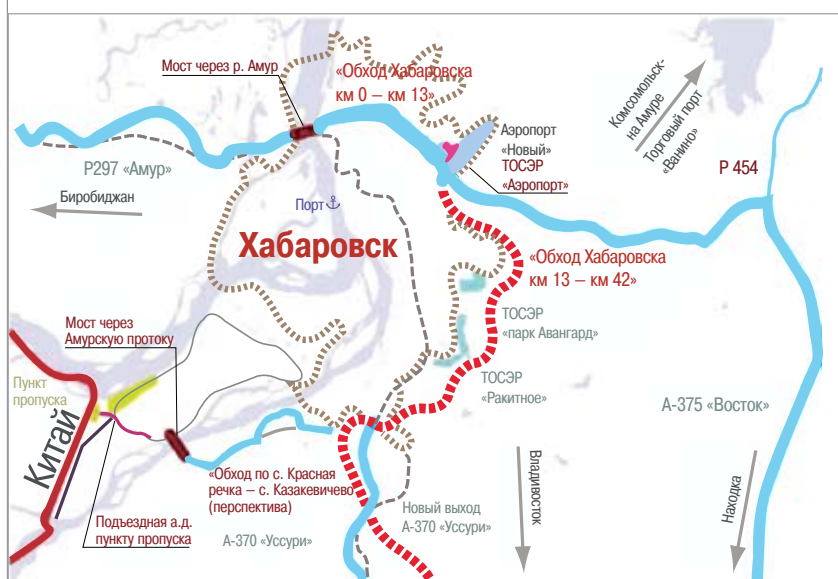 Мост через р. Амур
«Обход Хабаровска
км 0 – км 13»
Комсомольск-
на Амуре
Торговый порт
«Ванино»
Аэропорт
«Новый»
ТОСЭР
«Аэропорт»
Р297 «Амур»
Р 454
Биробиджан
Порт
Хабаровск
«Обход Хабаровска
км 13 – км 42»
ТОСЭР
«парк Авангард»
Мост через
Амурскую протоку
Пункт
пропуска
ТОСЭР
«Ракитное»
А-375 «Восток»
Китай
«Обход по с. Красная
речка – с. Казакевичево
(перспектива)
Владивосток
Находка
Новый выход
А-370 «Уссури»
Подъездная а.д.
пункту пропуска
А-370 «Уссури»